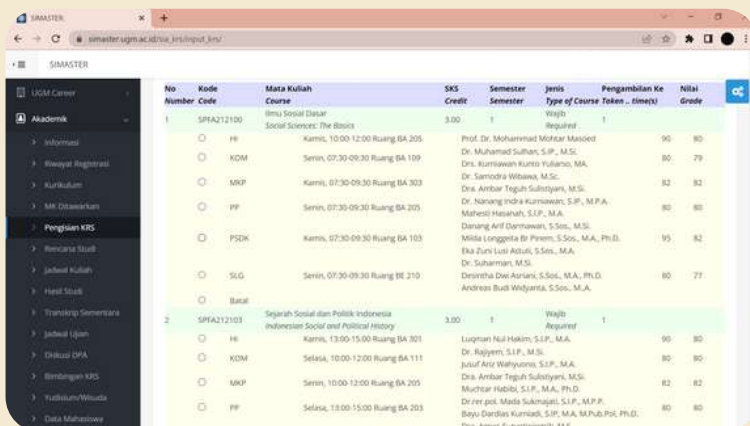 SIMASTER
simaster.ugm.ac.id/sia_krs/input_krs/
SIMASTER
UGM Career
Akademik
Informasi
Riwayat Registrasi
Kurikulum
MK Ditawarkan
Pengisian KRS
Rencana Studi
Jadwal Kuliah
Hasil Studi
Transkrip Sementara
Jadwal Ujian
Diskusi DPA
Bimbingan KRS
Yudisium/Wisuda
Data Mahasiswa
No Kode Mata Kuliah SKS Semester Jenis Pengambilan Ke Nilai
Number Code Course Credit Semester Type of Course Taken .. time(s) Grade
1 SPFA212100 Ilmu Sosial Dasar 3.00 1 Wajib 1
Social Sciences: The Basics Required
HI Kamis, 10:00-12:00 Ruang BA 205 Prof. Dr. Mohammad Mohtar Masoed 90 80
KOM Senin, 07:30-09:30 Ruang BA 109 Dr. Muhamad Sulhan, S.IP., M.Si. 80 79
Drs. Kurniawan Kunto Yuliarso, MA.
MKP Kamis, 07:30-09:30 Ruang BA 303 Dr. Samodra Wibawa, M.Sc. 82 82
Dra. Ambar Teguh Sulistiyani, M.Si.
PP Senin, 07:30-09:30 Ruang BA 205 Dr. Nanang Indra Kurniawan, S.IP., M.P.A. 80 80
Mahesti Hasanah, S.I.P., M.A.
PSDK Kamis, 07:30-09:30 Ruang BA 103 Danang Arif Darmawan, S.Sos., M.Si. 95 82
Milda Longgeita Br Pinem, S.Sos., M.A., Ph.D.
Eka Zuni Lusi Astuti, S.Sos., M.A.
SLG Senin, 07:30-09:30 Ruang BE 210 Dr. Suharman, M.Si. 80 77
Desintha Dwi Asriani, S.Sos., M.A., Ph.D.
Andreas Budi Widyanta, S.Sos., M.,A.
Batal
2 SPFA212103 Sejarah Sosial dan Politik Indonesia 3.00 1 Wajib 1
Indonesian Social and Political History Required
HI Kamis, 13:00-15:00 Ruang BA 301 Luqman Nul Hakim, S.I.P., M.A. 90 80
KOM Selasa, 10:00-12:00 Ruang BA 111 Dr. Rajiyem, S.I.P., M.Si. 80 80
Jusuf Ariz Wahyuono, S.I.P., M.A.
MKP Senin, 10:00-12:00 Ruang BA 205 Dra. Ambar Teguh Sulistiyani, M.Si. 82 82
Muchtar Habibi, S.I.P., M.A., Ph.D.
PP Selasa, 13:00-15:00 Ruang BA 203 Dr.rer.pol. Mada Sukmajati, S.I.P., M.P.P. 80 80
Bayu Dardias Kurniadi, S.IP, M.A, M.Pub.Pol, Ph.D.